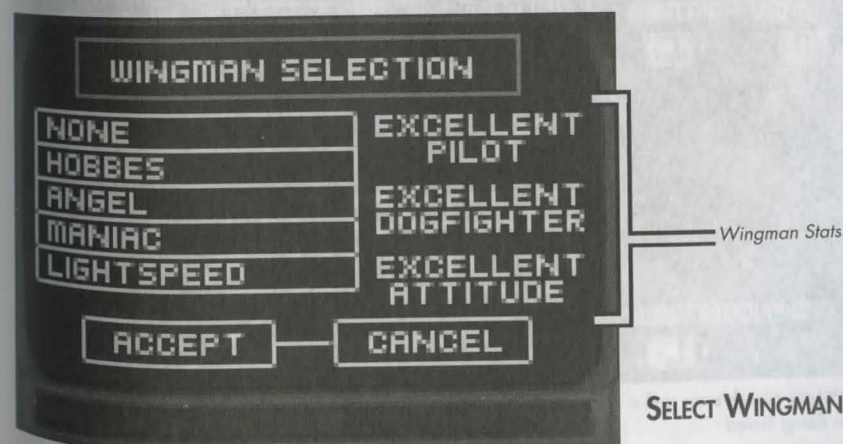 WINGMAN SELECTION
NONE
HOBBES
ANGEL
MANIAC
LIGHTSPEED
EXCELLENT
PILOT
EXCELLENT
DOGFIGHTER
EXCELLENT
ATTITUDE
ACCEPT
CANCEL
Wingman Stats
SELECT WINGMAN